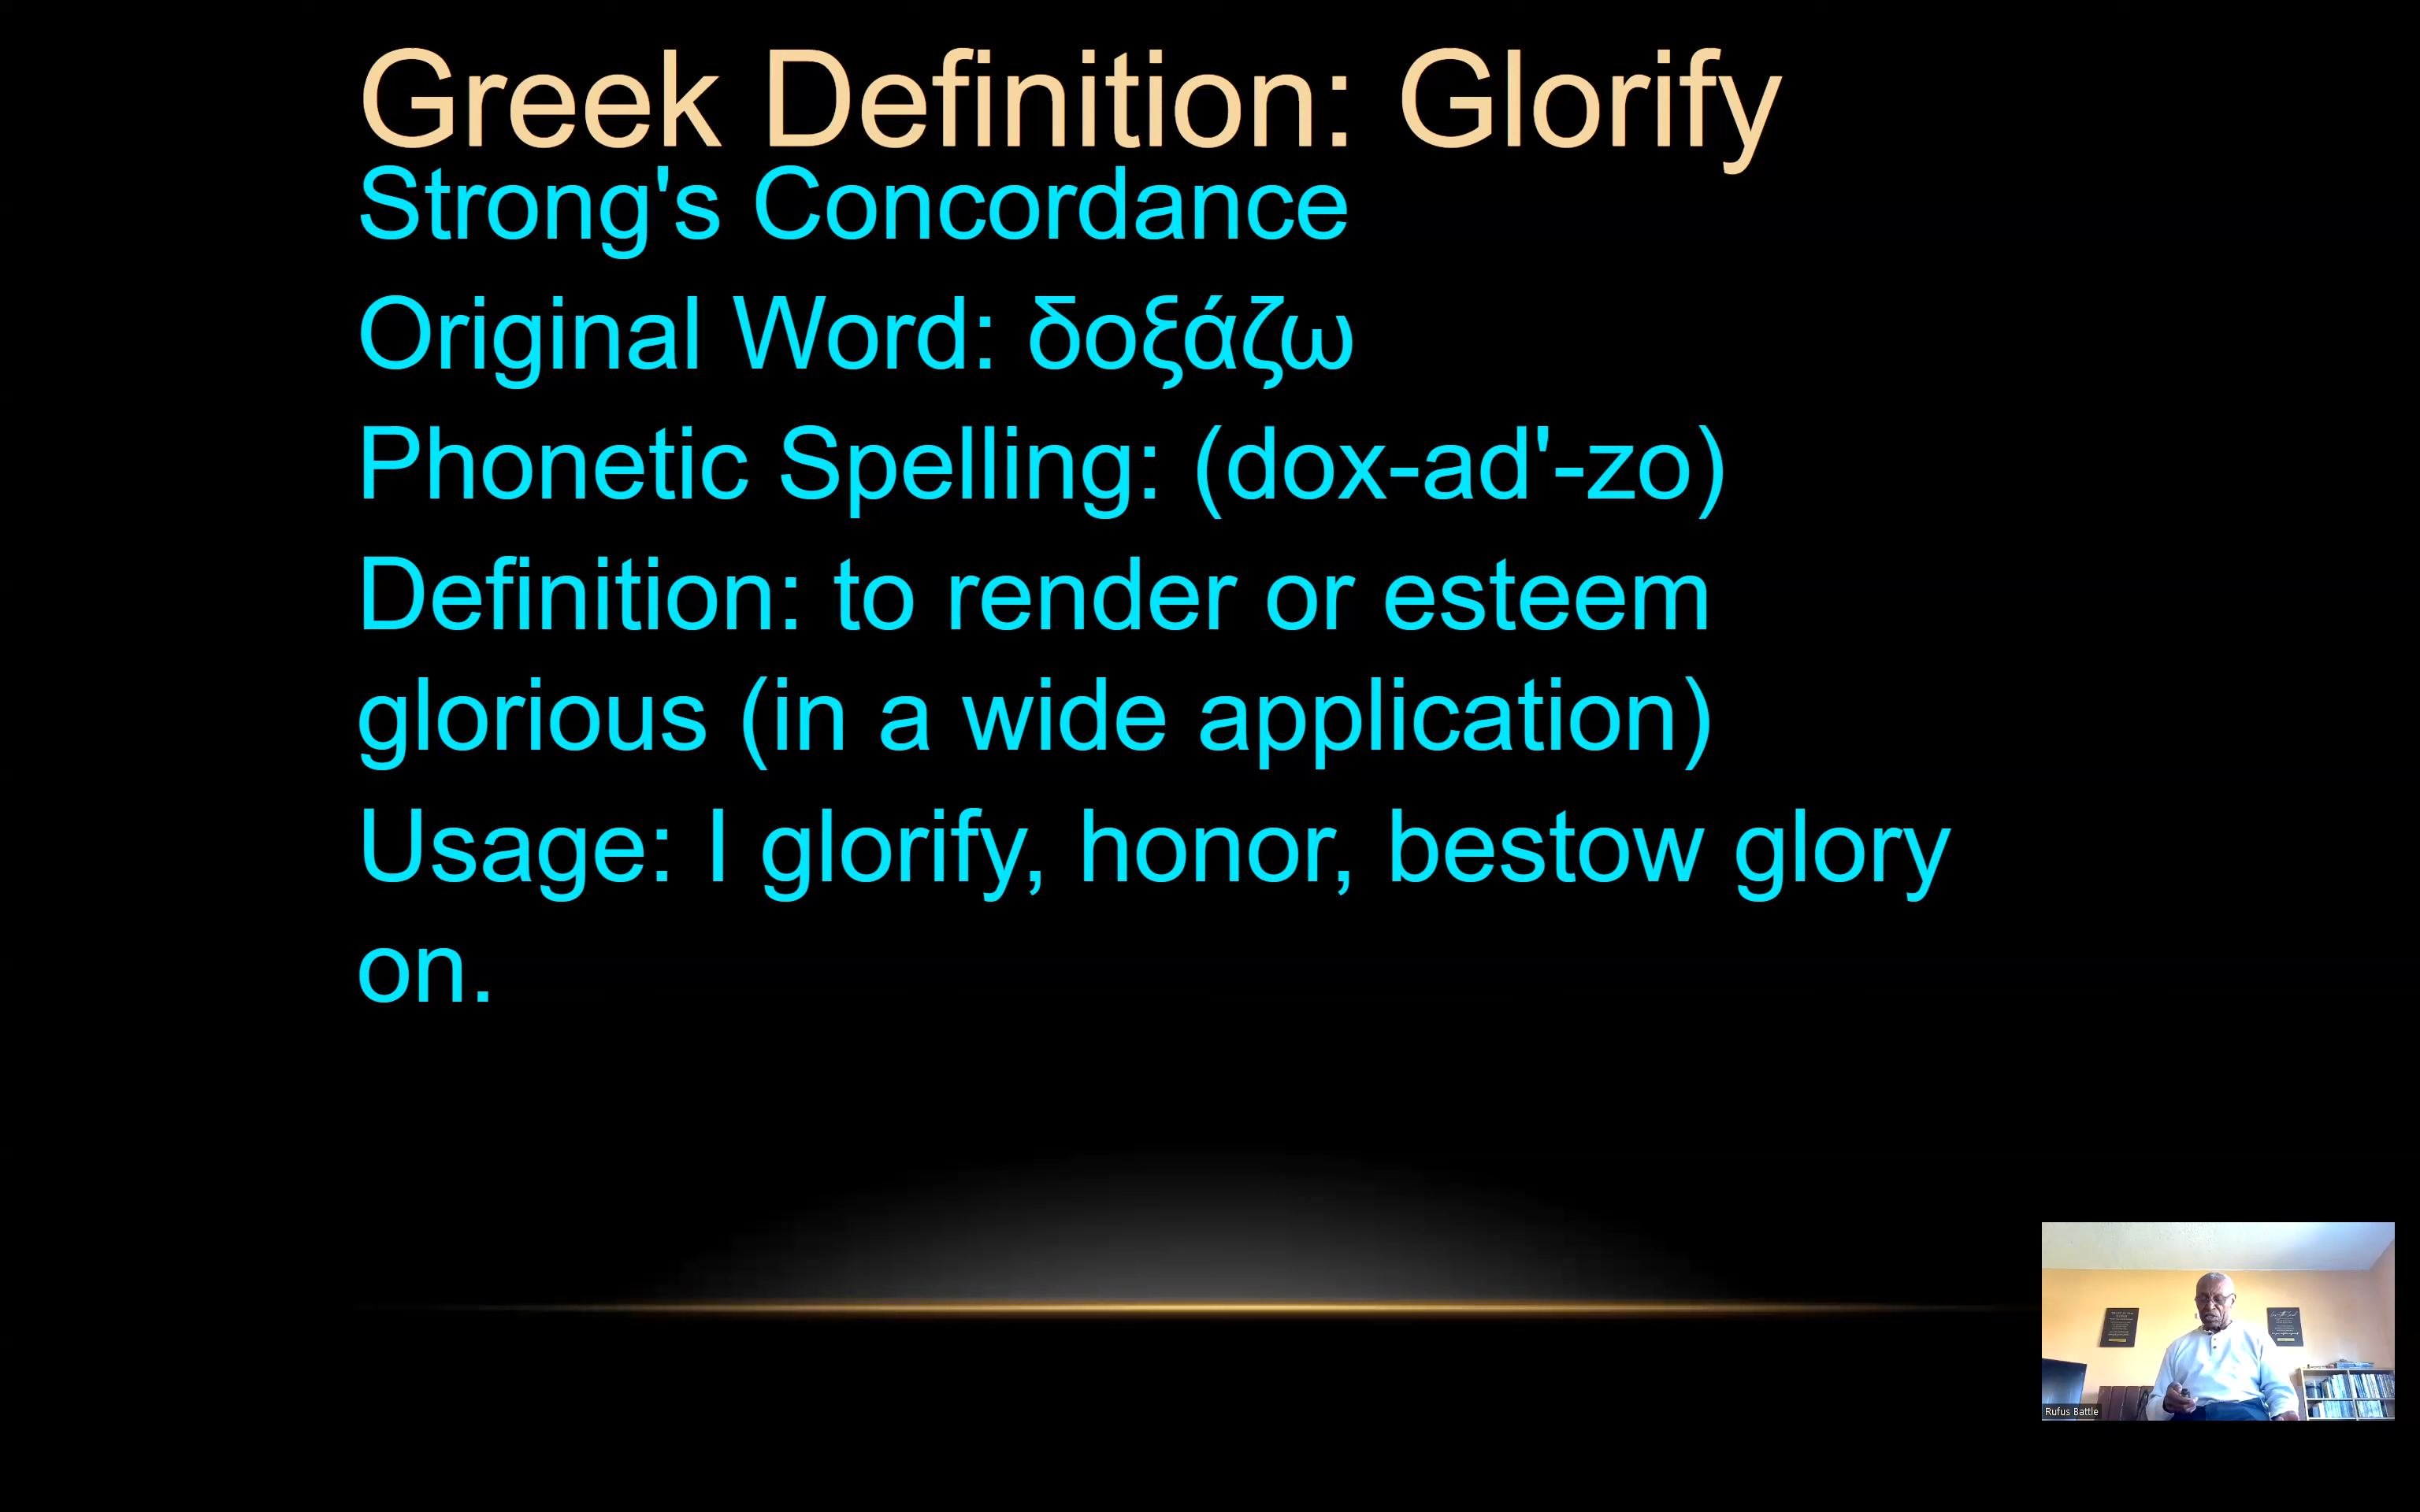 Greek Definition: Glorify
Strong's Concordance
Original Word: δοξάζω
Phonetic Spelling: (dox-ad'-zo)
Definition: to render or esteem
glorious (in a wide application)
Usage: I glorify, honor, bestow glory
on.
Rufus Battle